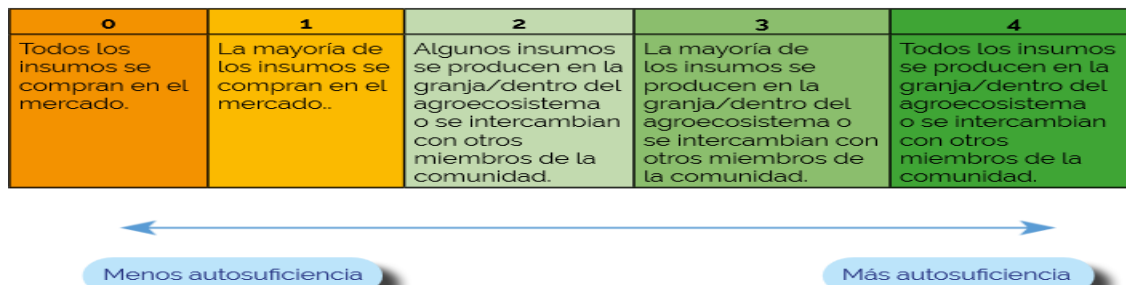 0
Todos los
insumos se
compran en el
mercado.
1
La mayoría de
los insumos se
compran en el
mercado..
2
Algunos insumos
se producen en la
granja/dentro del
agroecosistema
o se intercambian
con otros
miembros de la
comunidad.
3
La mayoría de
los insumos se
producen en la
granja/dentro del
agroecosistema o
se intercambian con
otros miembros de
la comunidad.
4
Todos los insumos
se producen en la
granja/dentro del
agroecosistema
o se intercambian
con otros
miembros de la
comunidad.
Menos autosuficiencia
Más autosuficiencia